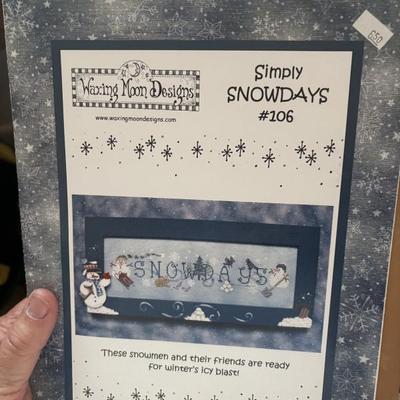 650
Waxing Moon Designs
www.waxingmoondesigns.com
Simply
SNOWDAYS
#106
SNOWDAYS
These snowmen and their friends are ready
for winter's icy blast!